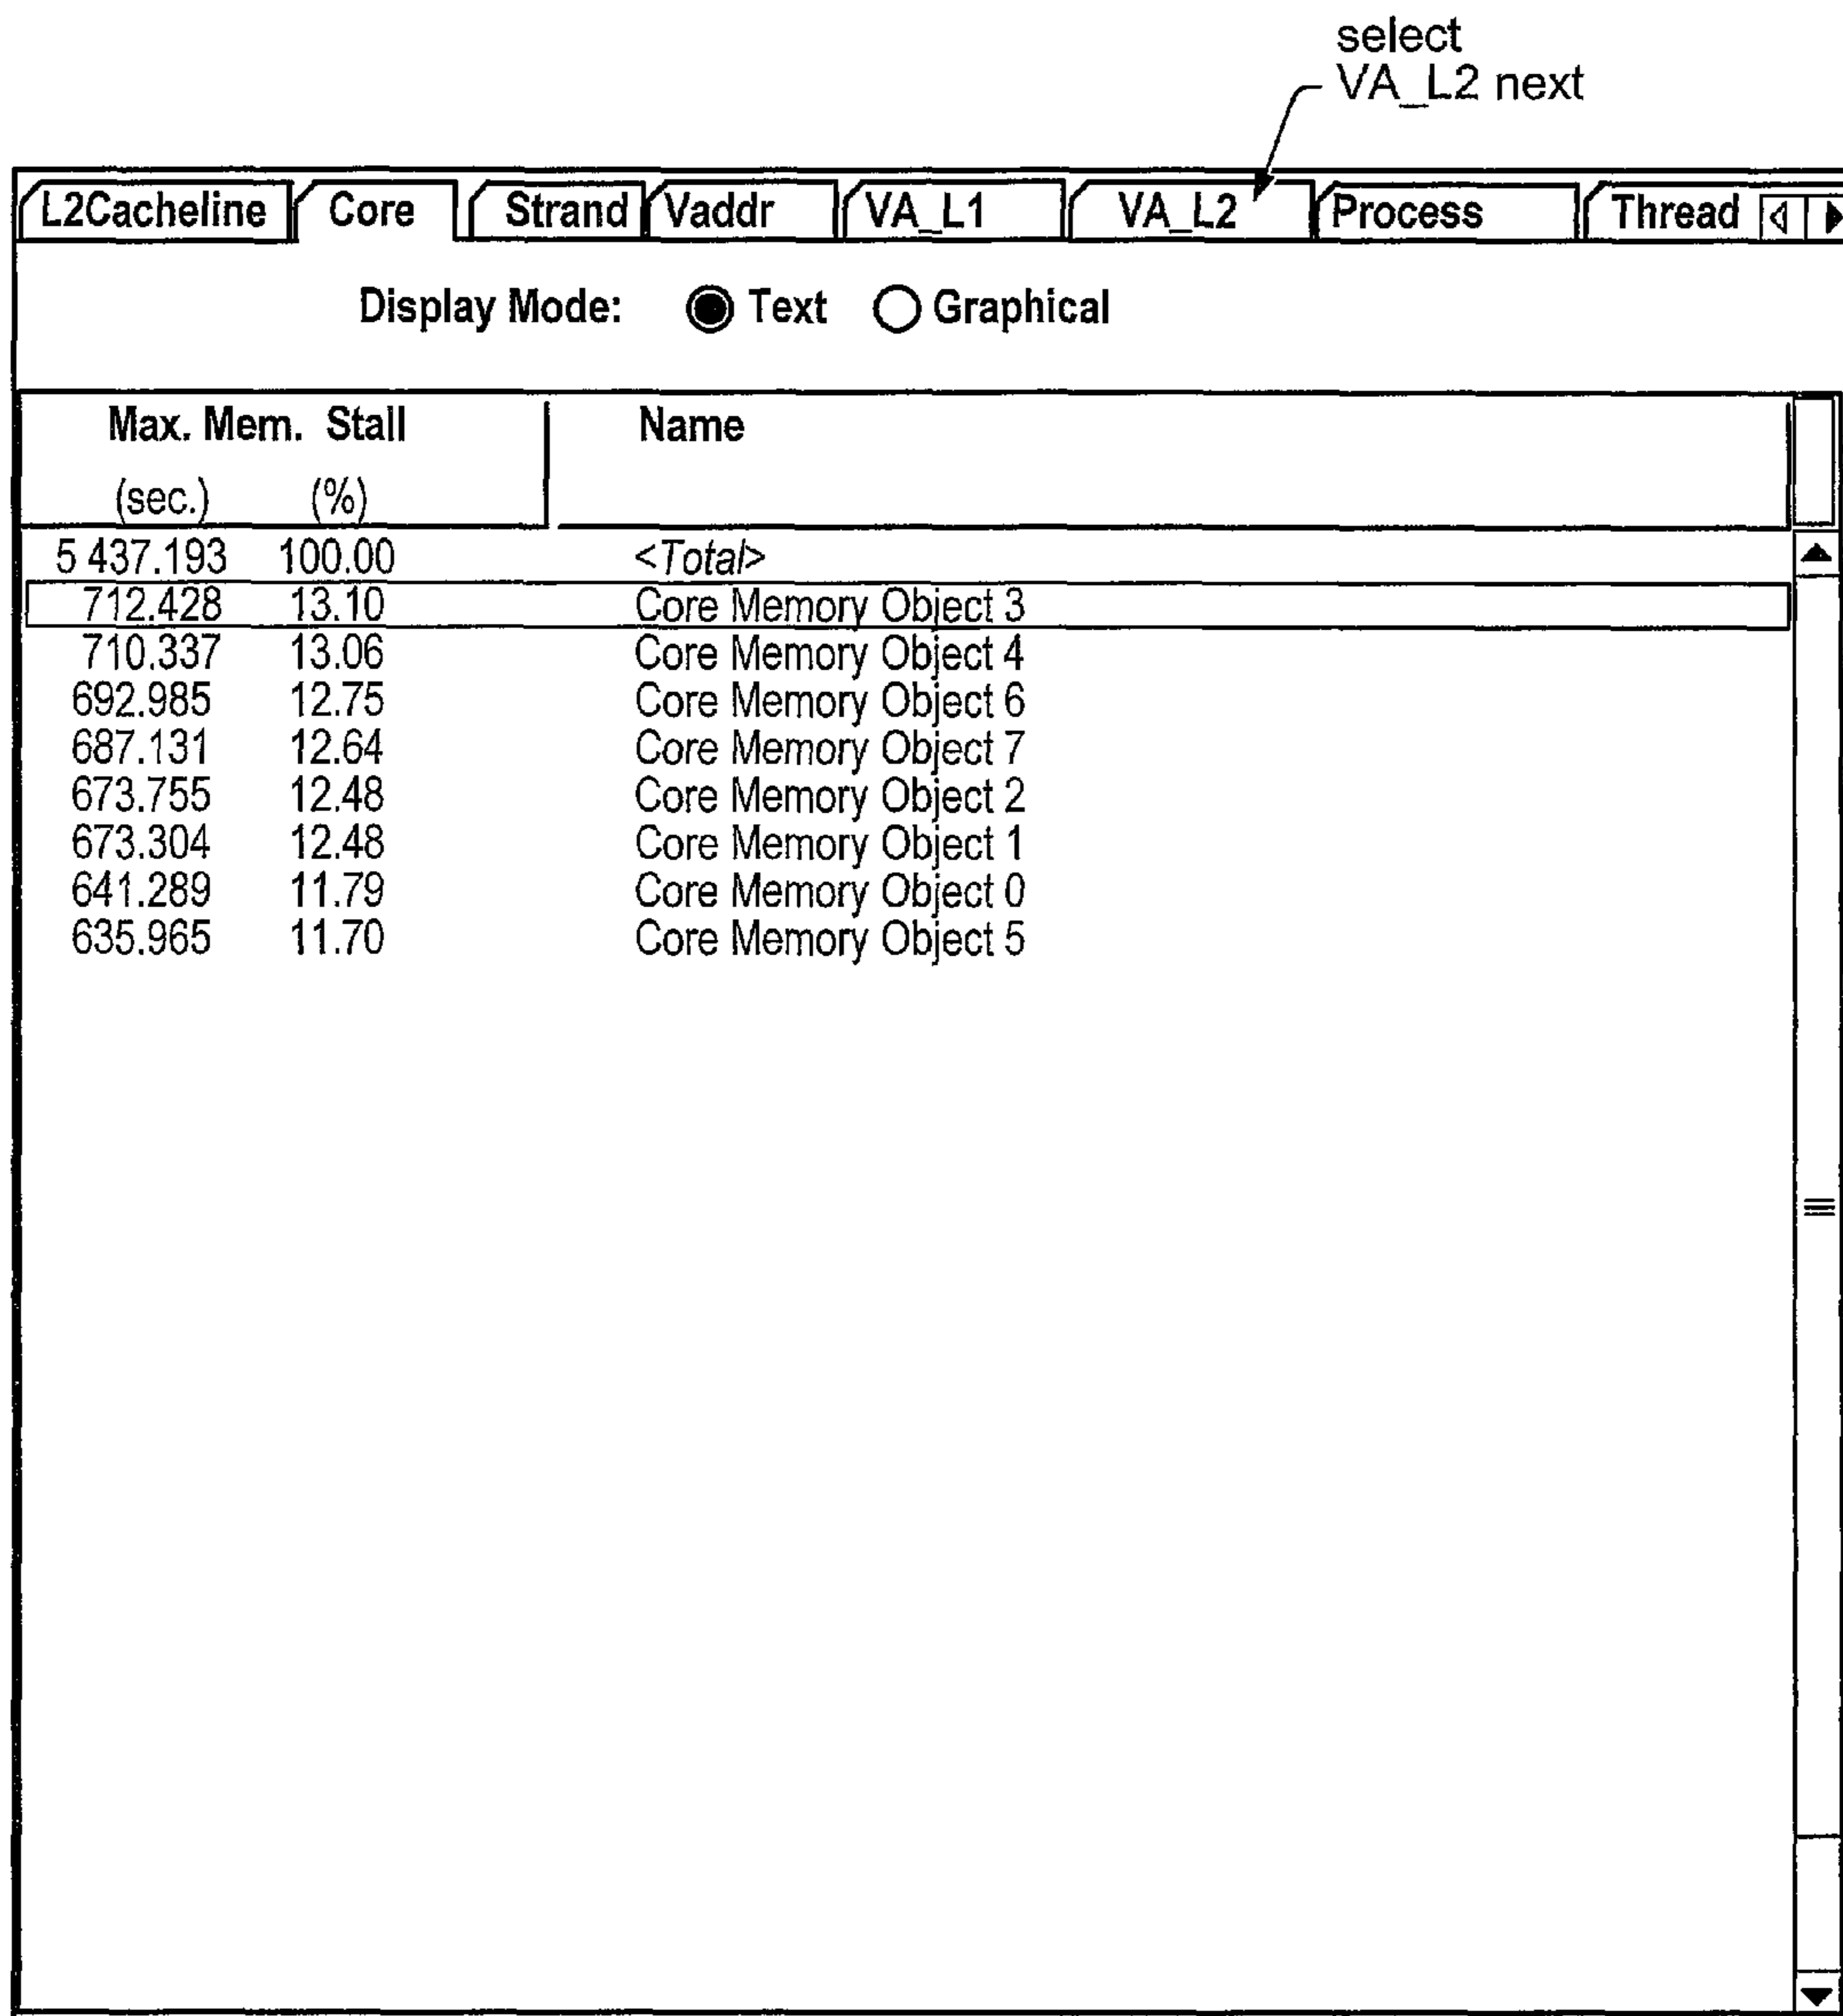 select
VA_L2 next
L2Cacheline Core Strand Vaddr VA_L1 VA_L2 Process Thread
Display Mode: Text Graphical
Max. Mem. Stall Name
(sec.) (%)
5 437.193 100.00 <Total>
712.428 13.10 Core Memory Object 3
710.337 13.06 Core Memory Object 4
692.985 12.75 Core Memory Object 6
687.131 12.64 Core Memory Object 7
673.755 12.48 Core Memory Object 2
673.304 12.48 Core Memory Object 1
641.289 11.79 Core Memory Object 0
635.965 11.70 Core Memory Object 5